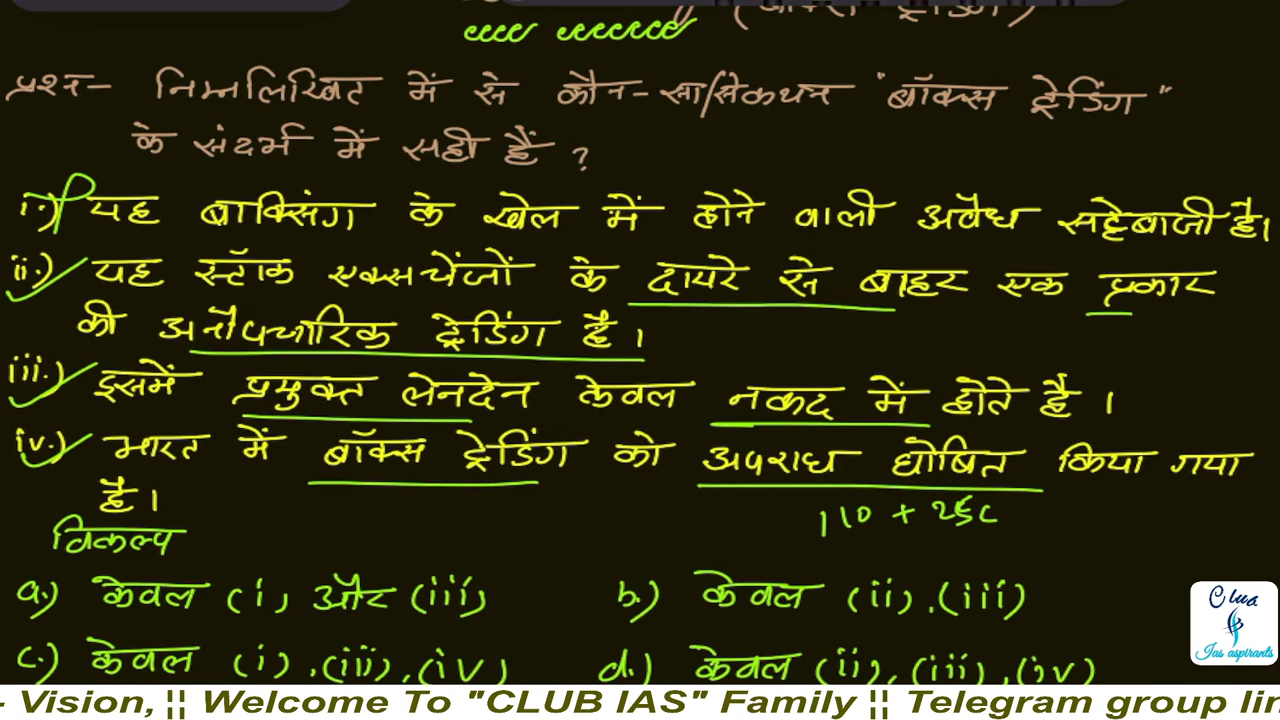 प्रश्न- निम्नलिखित में से कौन-सा/से कथन "बॉक्स ट्रेडिंग"
के संदर्भ में सही हैं ?
i.) यह बाक्सिंग के खेल में होने वाली अवैध सट्टेबाजी है।
ii.) यह स्टॉक एक्सचेंजों के दायरे से बाहर एक प्रकार
की अनौपचारिक ट्रेडिंग है।
iii.) इसमें प्रमुक्त लेनदेन केवल नकद में होते है ।
iv.) भारत में बॉक्स ट्रेडिंग को अपराध घोषित किया गया
है।
110 + 25L
विकल्प
a.) केवल (i) और (iii)
b.) केवल (ii), (iii)
c.) केवल (i), (iii), (iv)
d.) केवल (ii), (iii), (iv)
Club
Ias aspirants
- Vision, ¦¦ Welcome To "CLUB IAS" Family ¦¦ Telegram group lin